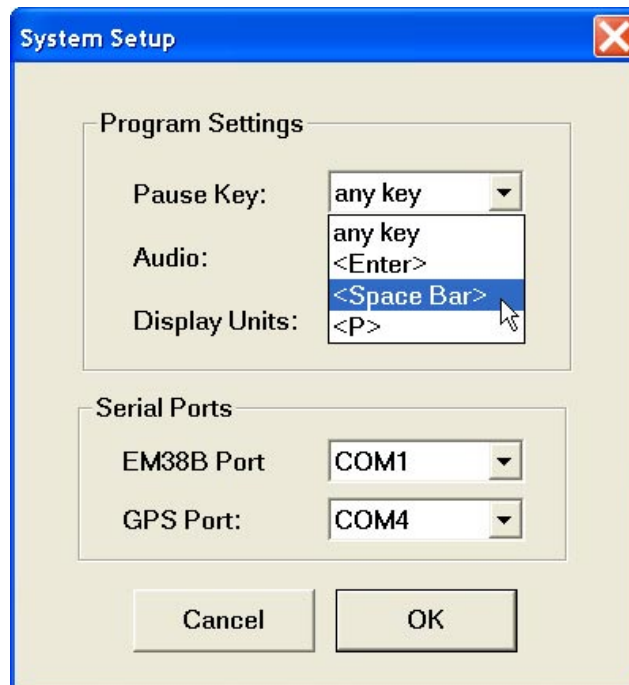 System Setup
Program Settings
Pause Key: any key
any key
Audio: <Enter>
<Space Bar>
Display Units: <P>
Serial Ports
EM38B Port COM1
GPS Port: COM4
Cancel OK